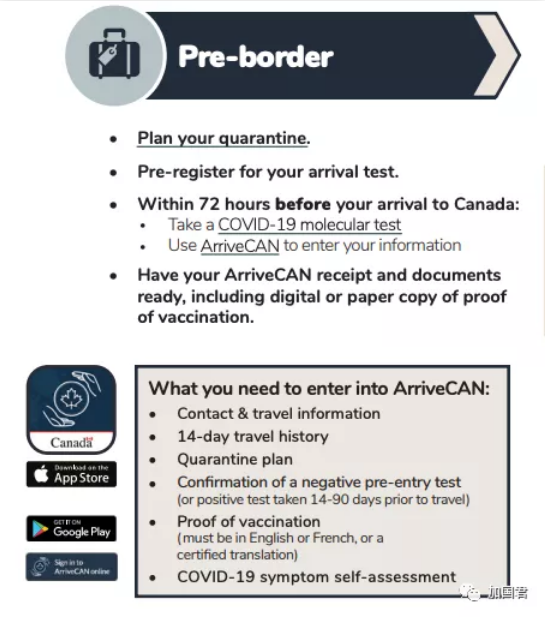 Pre-border
• Plan your quarantine.
• Pre-register for your arrival test.
• Within 72 hours before your arrival to Canada:
• Take a COVID-19 molecular test
• Use ArriveCAN to enter your information
• Have your ArriveCAN receipt and documents
ready, including digital or paper copy of proof
of vaccination.
Canada
Download on the
App Store
GET IT ON
Google Play
Sign in to
ArriveCAN online
What you need to enter into ArriveCAN:
• Contact & travel information
• 14-day travel history
• Quarantine plan
• Confirmation of a negative pre-entry test
(or positive test taken 14-90 days prior to travel)
• Proof of vaccination
(must be in English or French, or a
certified translation)
• COVID-19 symptom self-assessment
加国君